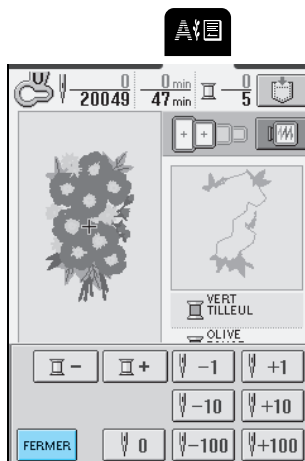 A
U
0 0 min 0
20049 47 min 5
VERT
TILLEUL
OLIVE
- + -1 +1
-10 +10
FERMER 0 -100 +100